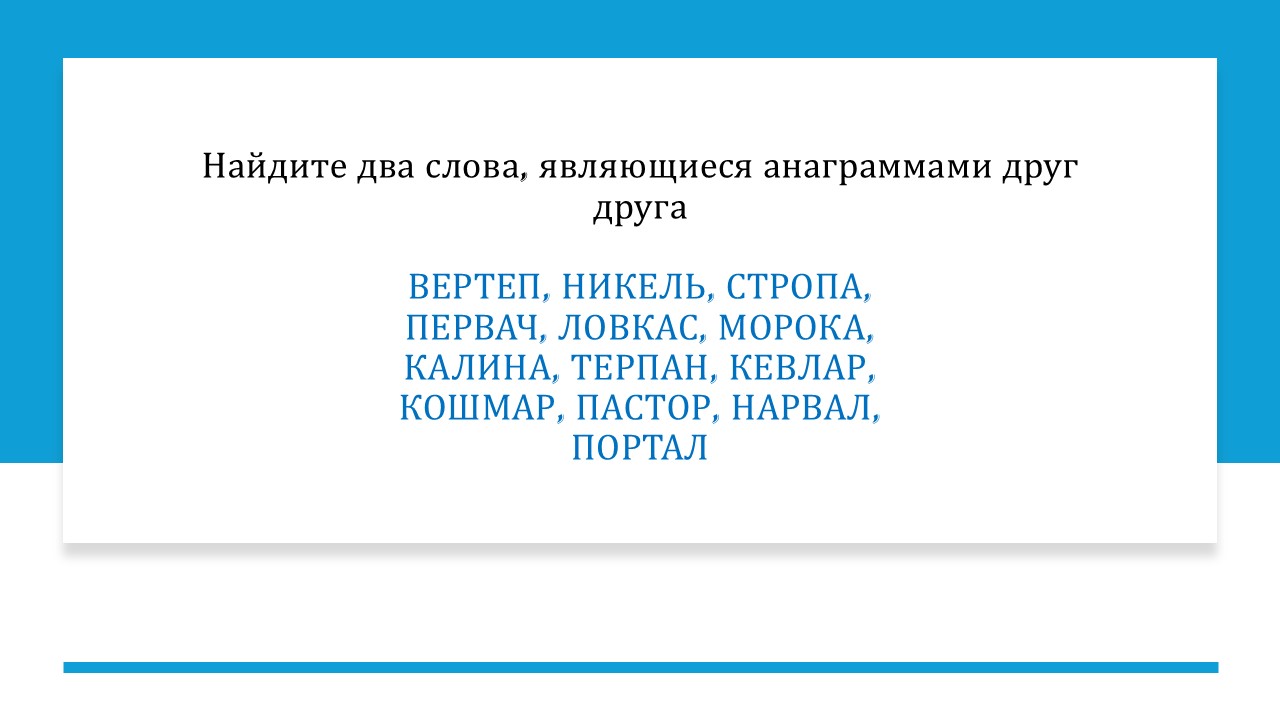 Найдите два слова, являющиеся анаграммами друг
друга
ВЕРТЕП, НИКЕЛЬ, СТРОПА,
ПЕРВАЧ, ЛОВКАС, МОРОКА,
КАЛИНА, ТЕРПАН, КЕВЛАР,
КОШМАР, ПАСТОР, НАРВАЛ,
ПОРТАЛ